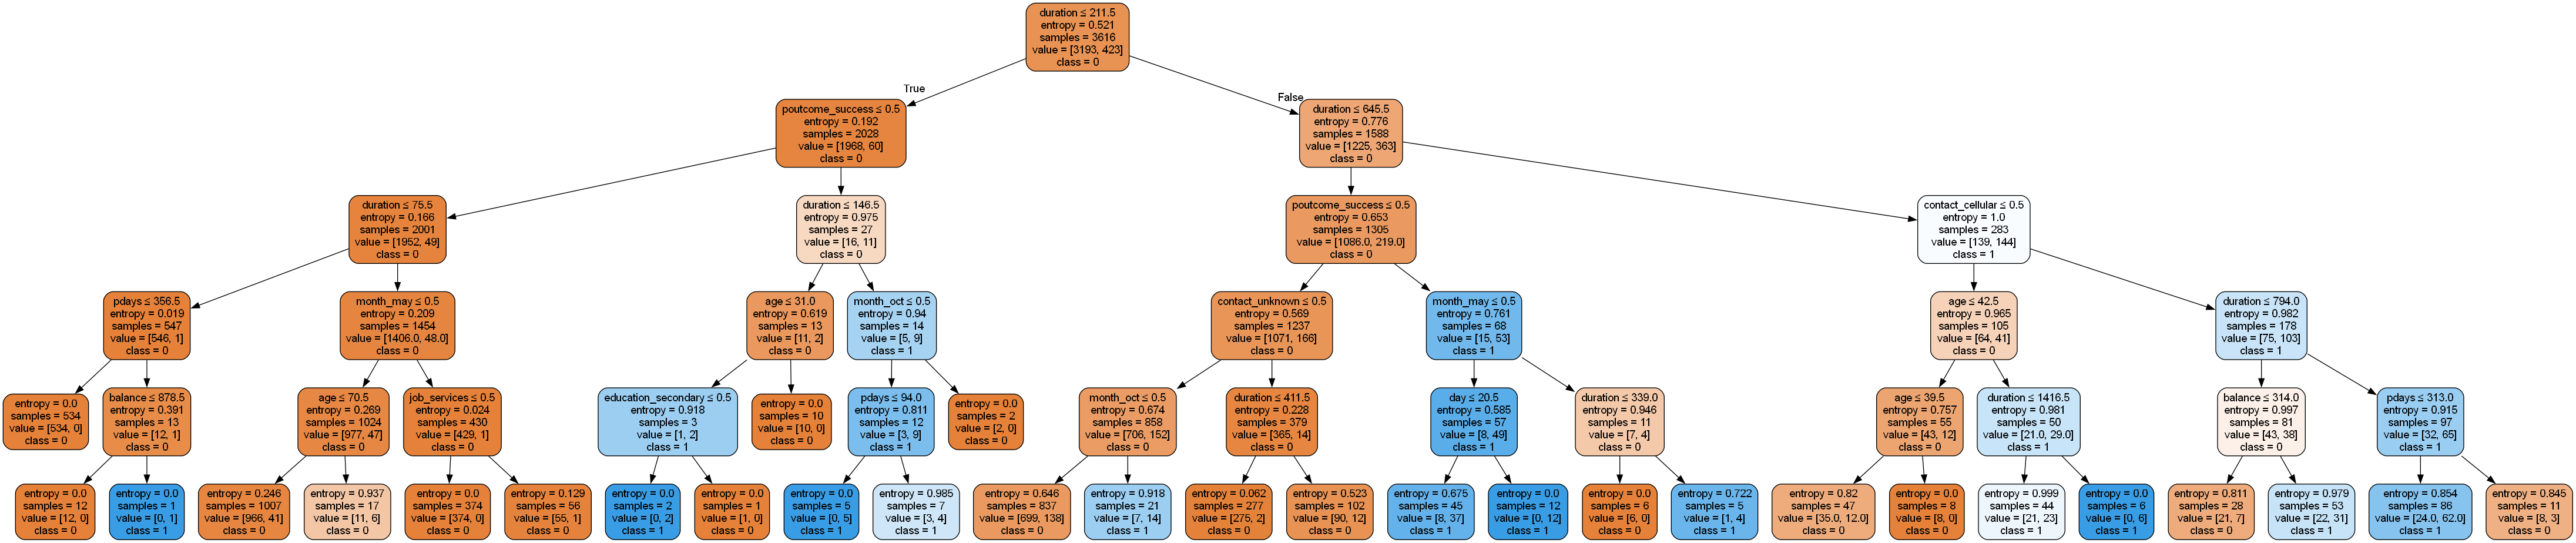 duration ≤ 211.5
entropy = 0.521
samples = 3616
value = [3193, 423]
class = 0
True
False
poutcome_success ≤ 0.5
entropy = 0.192
samples = 2028
value = [1968, 60]
class = 0
duration ≤ 645.5
entropy = 0.776
samples = 1588
value = [1225, 363]
class = 0
duration ≤ 75.5
entropy = 0.166
samples = 2001
value = [1952, 49]
class = 0
duration ≤ 146.5
entropy = 0.975
samples = 27
value = [16, 11]
class = 0
poutcome_success ≤ 0.5
entropy = 0.653
samples = 1305
value = [1086.0, 219.0]
class = 0
contact_cellular ≤ 0.5
entropy = 1.0
samples = 283
value = [139, 144]
class = 1
pdays ≤ 356.5
entropy = 0.019
samples = 547
value = [546, 1]
class = 0
month_may ≤ 0.5
entropy = 0.209
samples = 1454
value = [1406.0, 48.0]
class = 0
age ≤ 31.0
entropy = 0.619
samples = 13
value = [11, 2]
class = 0
month_oct ≤ 0.5
entropy = 0.94
samples = 14
value = [5, 9]
class = 1
contact_unknown ≤ 0.5
entropy = 0.569
samples = 1237
value = [1071, 166]
class = 0
month_may ≤ 0.5
entropy = 0.761
samples = 68
value = [15, 53]
class = 1
age ≤ 42.5
entropy = 0.965
samples = 105
value = [64, 41]
class = 0
duration ≤ 794.0
entropy = 0.982
samples = 178
value = [75, 103]
class = 1
entropy = 0.0
samples = 534
value = [534, 0]
class = 0
balance ≤ 878.5
entropy = 0.391
samples = 13
value = [12, 1]
class = 0
age ≤ 70.5
entropy = 0.269
samples = 1024
value = [977, 47]
class = 0
job_services ≤ 0.5
entropy = 0.024
samples = 430
value = [429, 1]
class = 0
education_secondary ≤ 0.5
entropy = 0.918
samples = 3
value = [1, 2]
class = 1
entropy = 0.0
samples = 10
value = [10, 0]
class = 0
pdays ≤ 94.0
entropy = 0.811
samples = 12
value = [3, 9]
class = 1
entropy = 0.0
samples = 2
value = [2, 0]
class = 0
month_oct ≤ 0.5
entropy = 0.674
samples = 858
value = [706, 152]
class = 0
duration ≤ 411.5
entropy = 0.228
samples = 379
value = [365, 14]
class = 0
day ≤ 20.5
entropy = 0.585
samples = 57
value = [8, 49]
class = 1
duration ≤ 339.0
entropy = 0.946
samples = 11
value = [7, 4]
class = 0
age ≤ 39.5
entropy = 0.757
samples = 55
value = [43, 12]
class = 0
duration ≤ 1416.5
entropy = 0.981
samples = 50
value = [21.0, 29.0]
class = 1
balance ≤ 314.0
entropy = 0.997
samples = 81
value = [43, 38]
class = 0
pdays ≤ 313.0
entropy = 0.915
samples = 97
value = [32, 65]
class = 1
entropy = 0.0
samples = 12
value = [12, 0]
class = 0
entropy = 0.0
samples = 1
value = [0, 1]
class = 1
entropy = 0.246
samples = 1007
value = [966, 41]
class = 0
entropy = 0.937
samples = 17
value = [11, 6]
class = 0
entropy = 0.0
samples = 374
value = [374, 0]
class = 0
entropy = 0.129
samples = 56
value = [55, 1]
class = 0
entropy = 0.0
samples = 2
value = [0, 2]
class = 1
entropy = 0.0
samples = 1
value = [1, 0]
class = 0
entropy = 0.0
samples = 5
value = [0, 5]
class = 1
entropy = 0.985
samples = 7
value = [3, 4]
class = 1
entropy = 0.646
samples = 837
value = [699, 138]
class = 0
entropy = 0.918
samples = 21
value = [7, 14]
class = 1
entropy = 0.062
samples = 277
value = [275, 2]
class = 0
entropy = 0.523
samples = 102
value = [90, 12]
class = 0
entropy = 0.675
samples = 45
value = [8, 37]
class = 1
entropy = 0.0
samples = 12
value = [0, 12]
class = 1
entropy = 0.0
samples = 6
value = [6, 0]
class = 0
entropy = 0.722
samples = 5
value = [1, 4]
class = 1
entropy = 0.82
samples = 47
value = [35.0, 12.0]
class = 0
entropy = 0.0
samples = 8
value = [8, 0]
class = 0
entropy = 0.999
samples = 44
value = [21, 23]
class = 1
entropy = 0.0
samples = 6
value = [0, 6]
class = 1
entropy = 0.811
samples = 28
value = [21, 7]
class = 0
entropy = 0.979
samples = 53
value = [22, 31]
class = 1
entropy = 0.854
samples = 86
value = [24.0, 62.0]
class = 1
entropy = 0.845
samples = 11
value = [8, 3]
class = 0